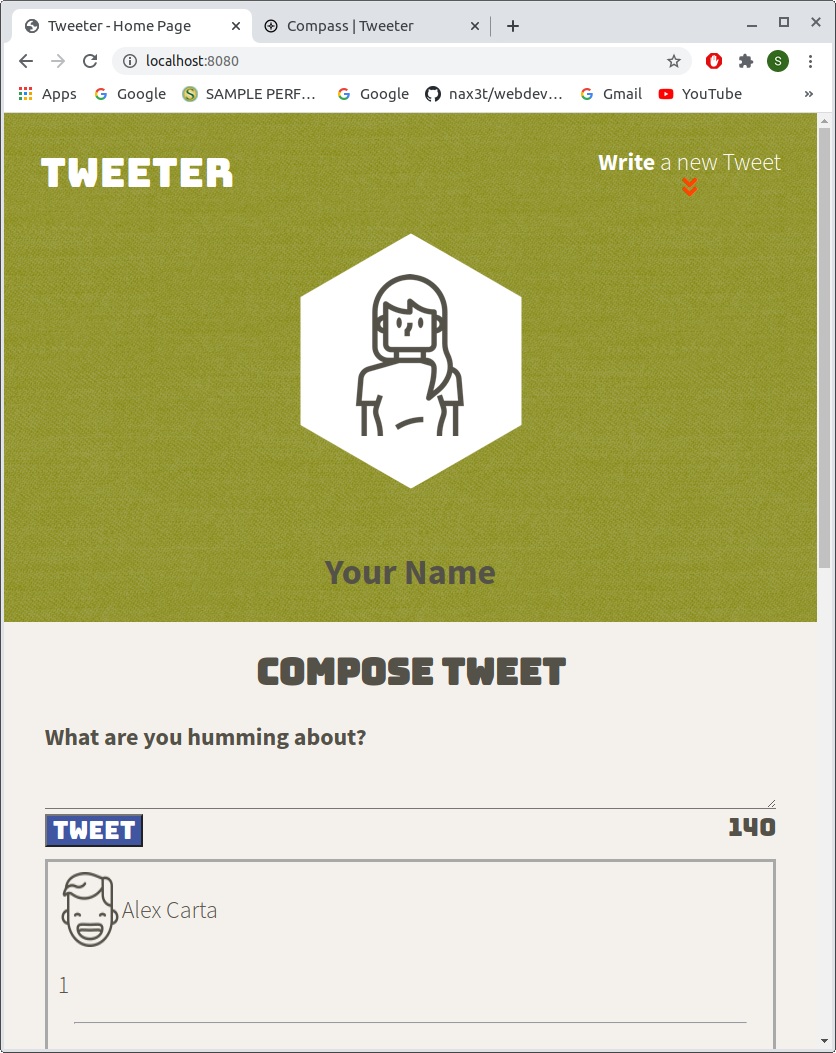 Tweeter - Home Page
Compass | Tweeter
localhost:8080
S
Apps
Google
SAMPLE PERF…
Google
nax3t/webdev…
Gmail
YouTube
»
TWEETER
Write a new Tweet
Your Name
COMPOSE TWEET
What are you humming about?
TWEET
140
Alex Carta
1